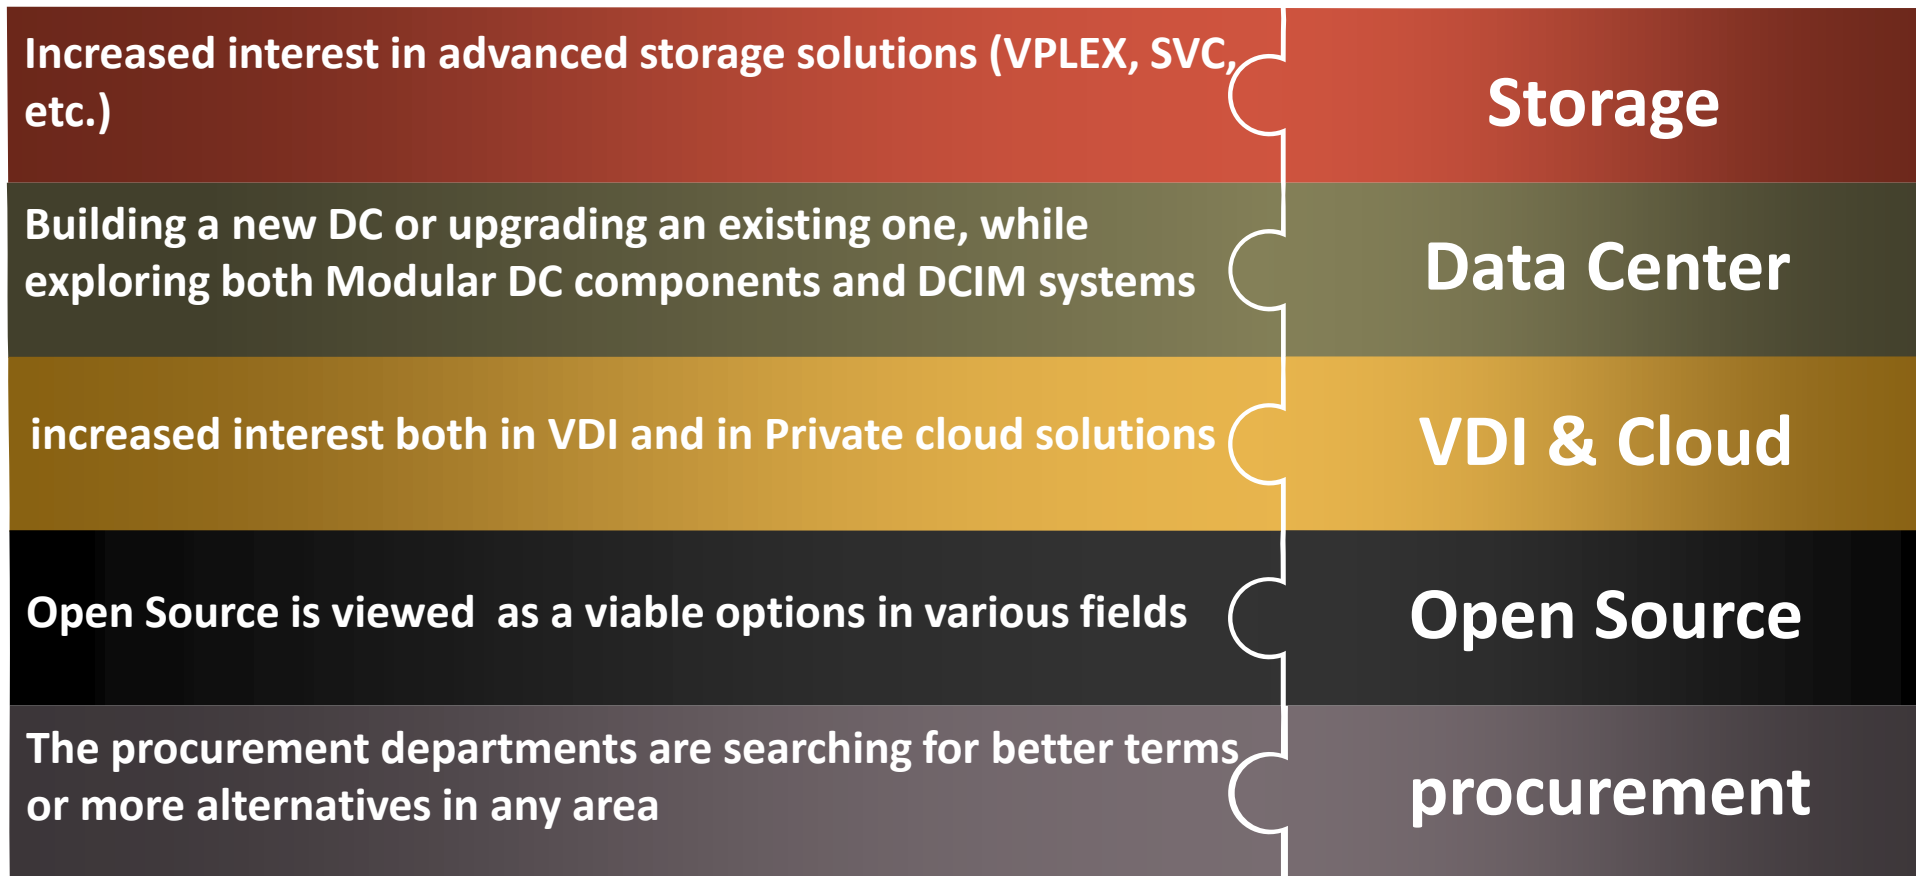 Increased interest in advanced storage solutions (VPLEX, SVC,
etc.)
Storage
Building a new DC or upgrading an existing one, while
exploring both Modular DC components and DCIM systems
Data Center
increased interest both in VDI and in Private cloud solutions
VDI & Cloud
Open Source is viewed  as a viable options in various fields
Open Source
The procurement departments are searching for better terms
or more alternatives in any area
procurement